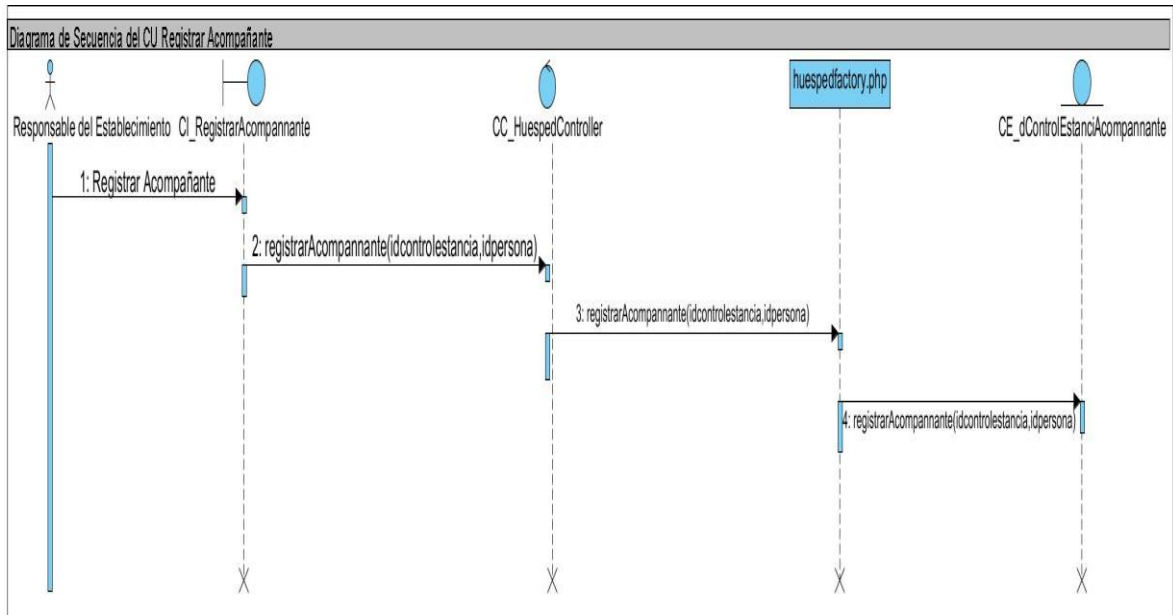 Diagrama de Secuencia del CU Registrar Acompañante
Responsable del Establecimiento
CI_RegistrarAcompannante
CC_HuespedController
huespedfactory.php
CE_dControlEstanciAcompannante
1: Registrar Acompañante
2: registrarAcompannante(idcontrolestancia,idpersona)
3: registrarAcompannante(idcontrolestancia,idpersona)
4: registrarAcompannante(idcontrolestancia,idpersona)